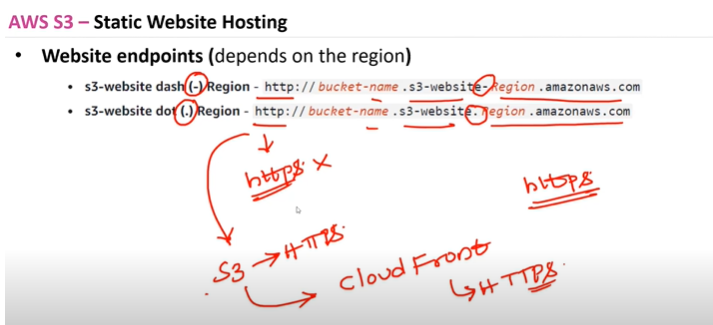 AWS S3 – Static Website Hosting
• Website endpoints (depends on the region)
• s3-website dash (-) Region - http://bucket-name.s3-website-Region.amazonaws.com
• s3-website dot (.) Region - http://bucket-name.s3-website.Region.amazonaws.com
https x
https
S3 → HTTPS
CloudFront
HTTPS